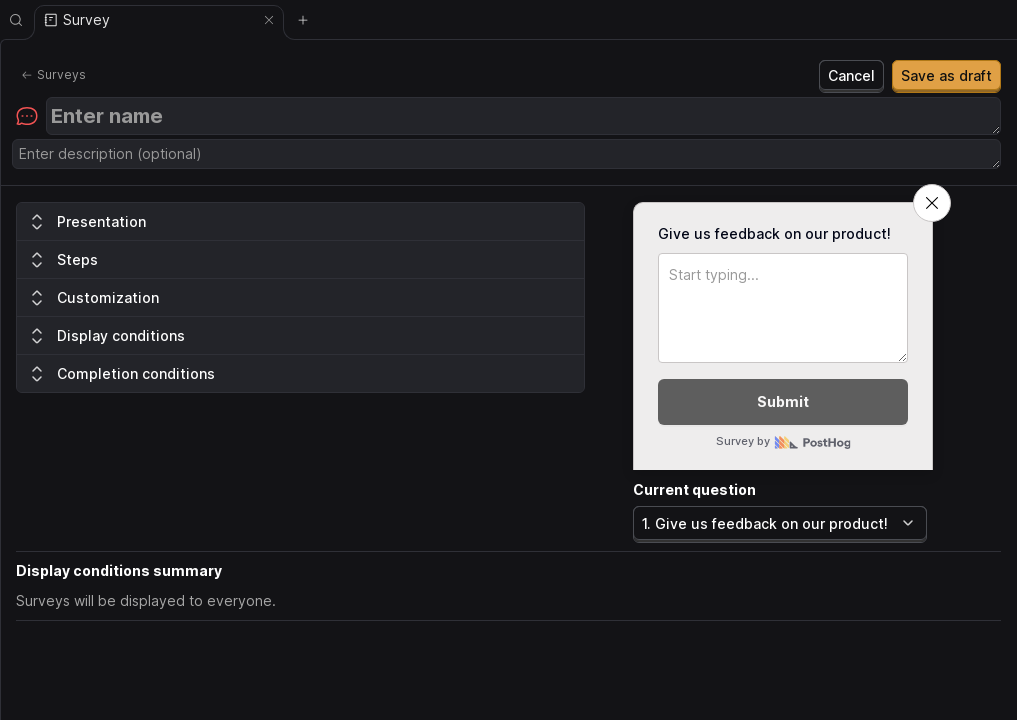 Survey
Surveys
Cancel
Save as draft
Enter name
Enter description (optional)
Presentation
Steps
Customization
Display conditions
Completion conditions
Give us feedback on our product!
Start typing...
Submit
Survey by PostHog
Current question
1. Give us feedback on our product!
Display conditions summary
Surveys will be displayed to everyone.